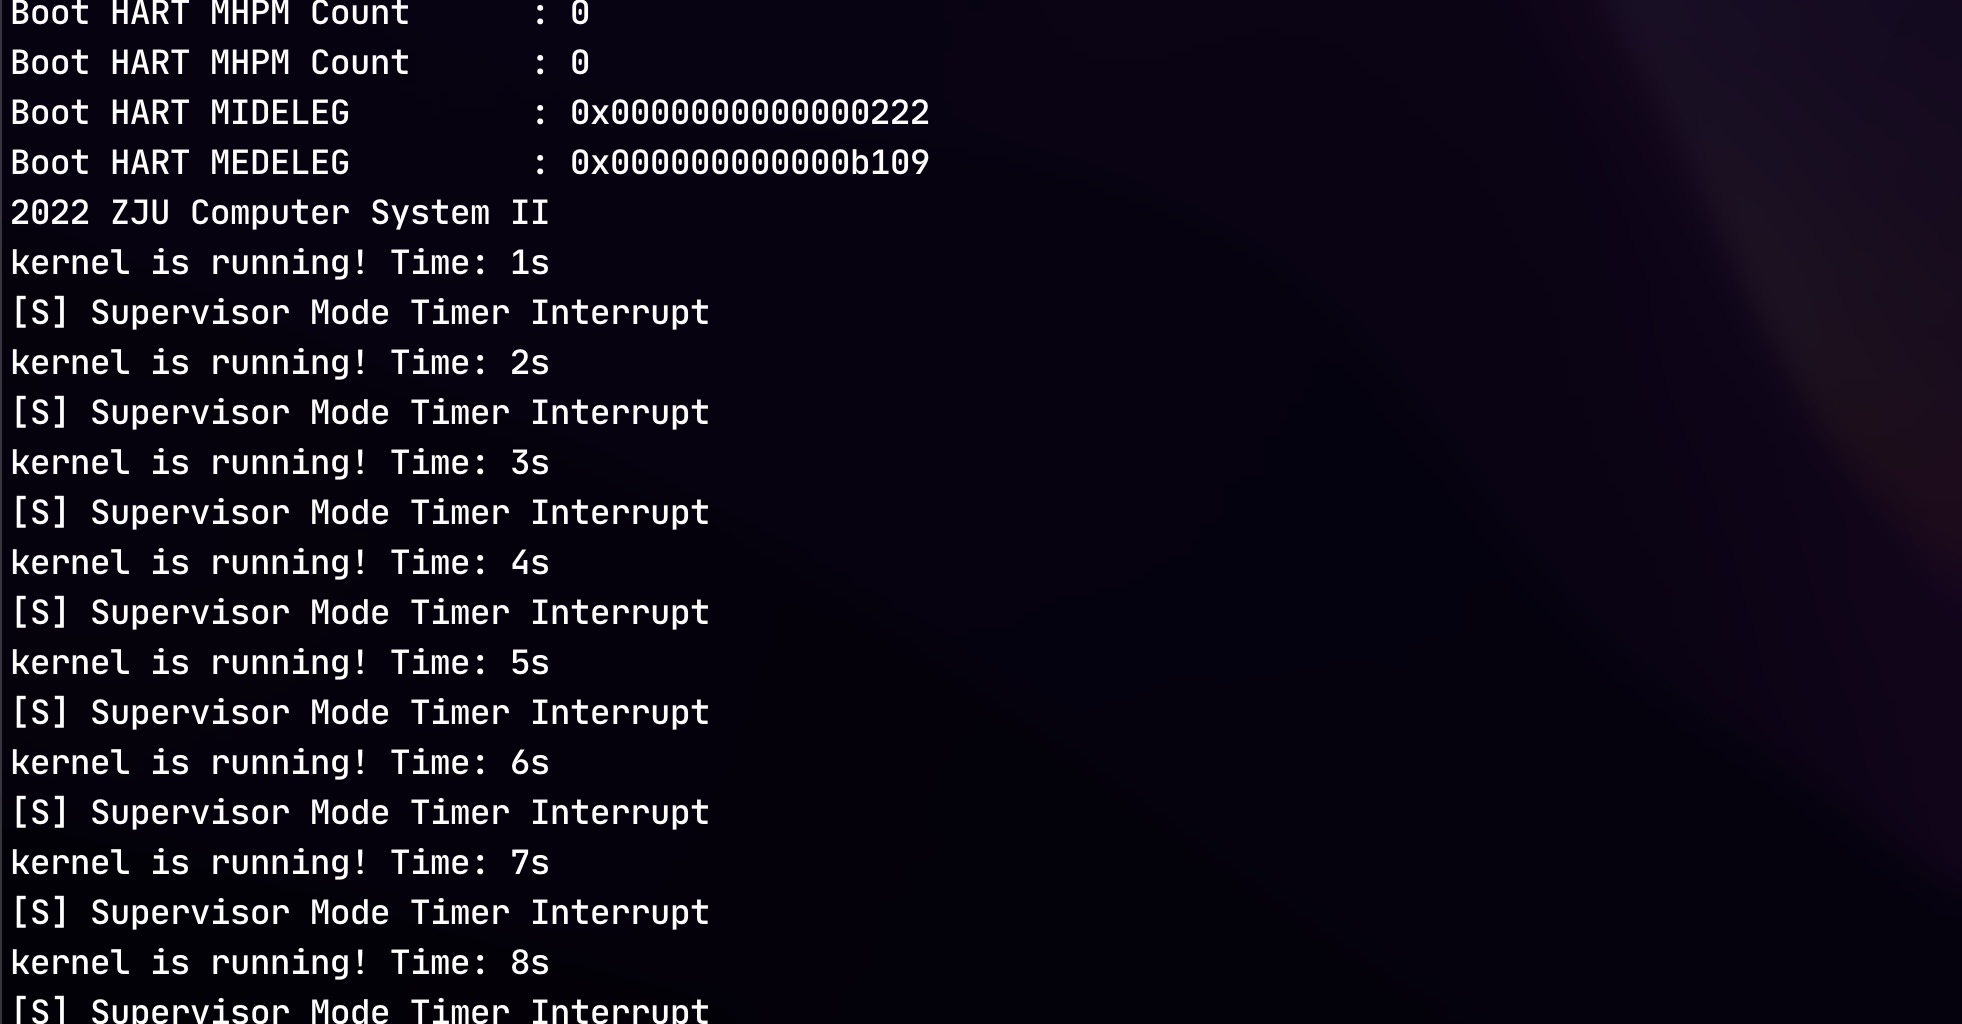 Boot HART MHPM Count      : 0
Boot HART MHPM Count      : 0
Boot HART MIDELEG         : 0x0000000000000222
Boot HART MEDELEG         : 0x000000000000b109
2022 ZJU Computer System II
kernel is running! Time: 1s
[S] Supervisor Mode Timer Interrupt
kernel is running! Time: 2s
[S] Supervisor Mode Timer Interrupt
kernel is running! Time: 3s
[S] Supervisor Mode Timer Interrupt
kernel is running! Time: 4s
[S] Supervisor Mode Timer Interrupt
kernel is running! Time: 5s
[S] Supervisor Mode Timer Interrupt
kernel is running! Time: 6s
[S] Supervisor Mode Timer Interrupt
kernel is running! Time: 7s
[S] Supervisor Mode Timer Interrupt
kernel is running! Time: 8s
[S] Supervisor Mode Timer Interrupt